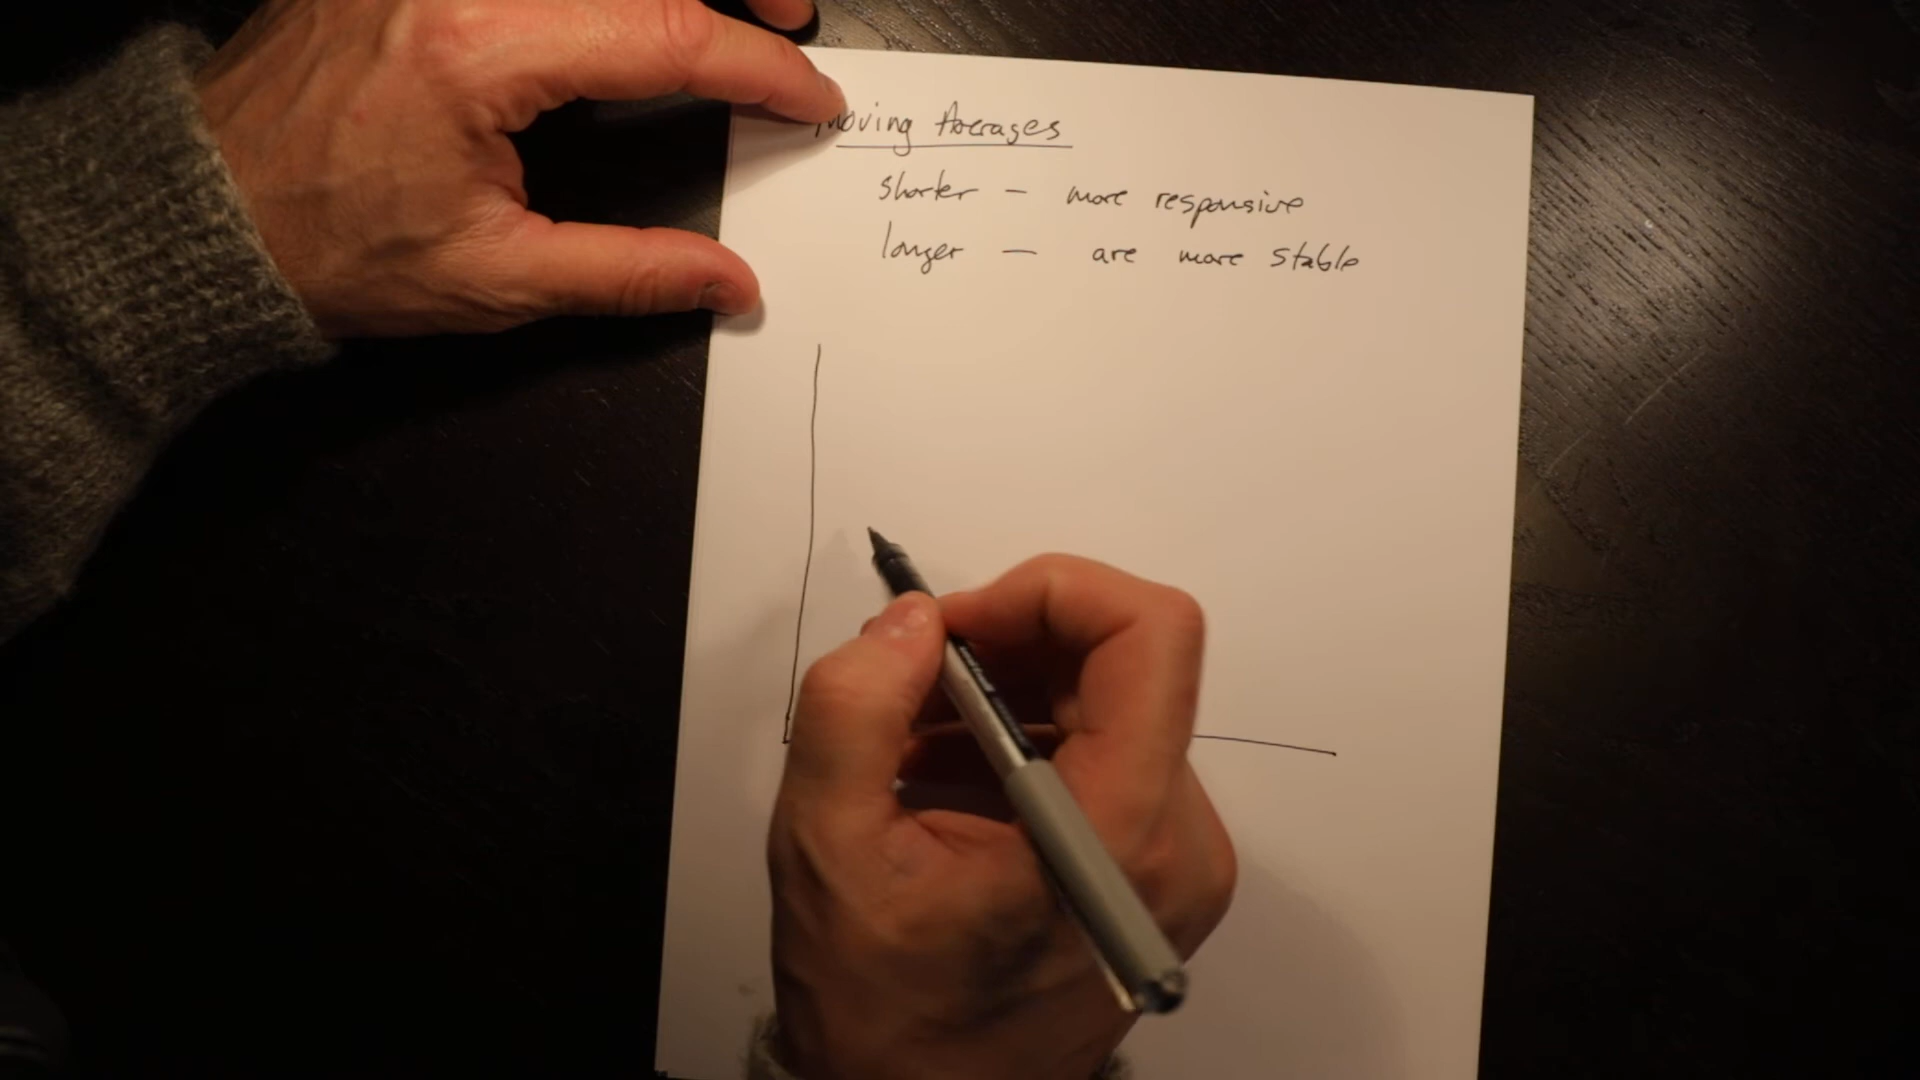 Moving Averages
shorter — more responsive
longer — are more stable